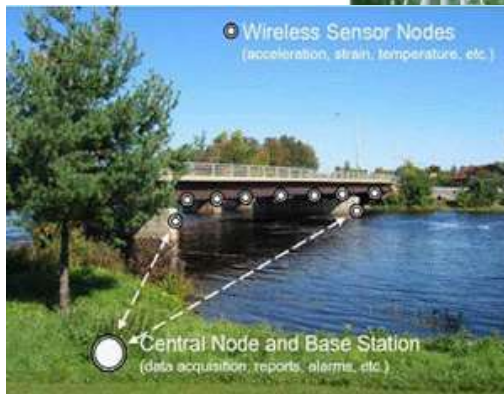 Wireless Sensor Nodes
(acceleration, strain, temperature, etc.)
Central Node and Base Station
(data acquisition, reports, alarms, etc.)